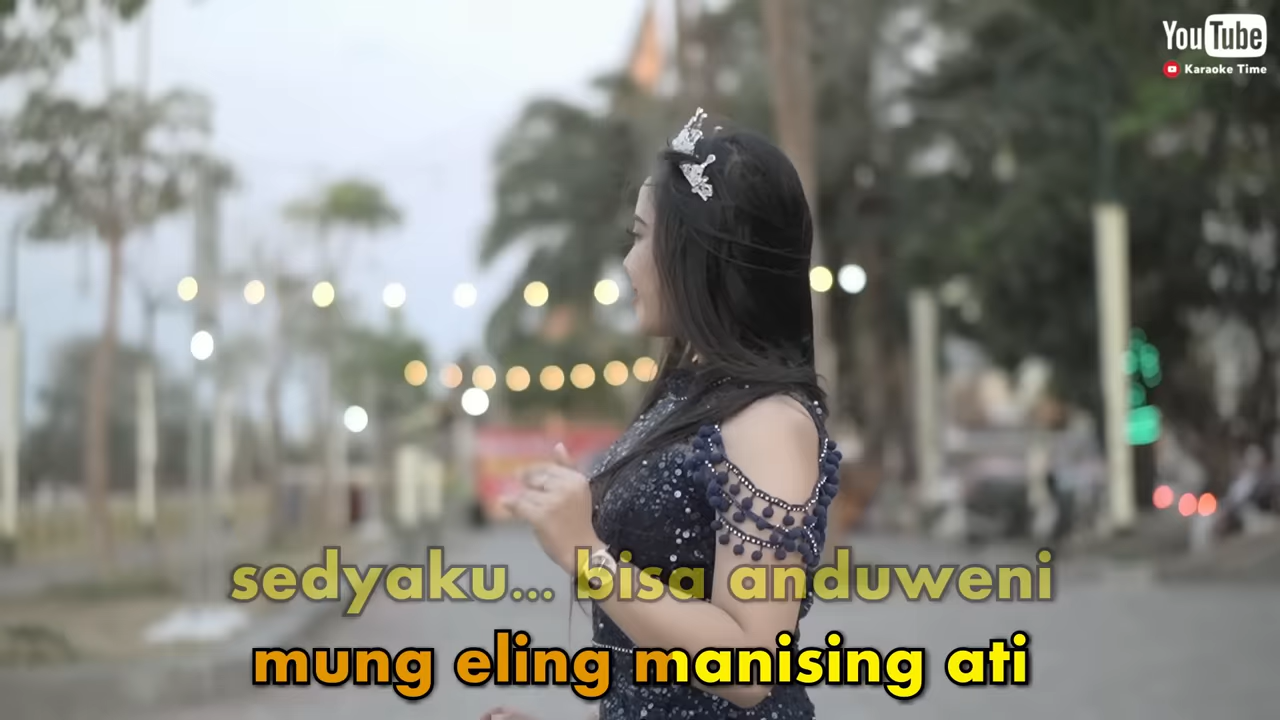 YouTube
Karaoke Time
sedyaku... bisa anduweni
mung eling manising ati